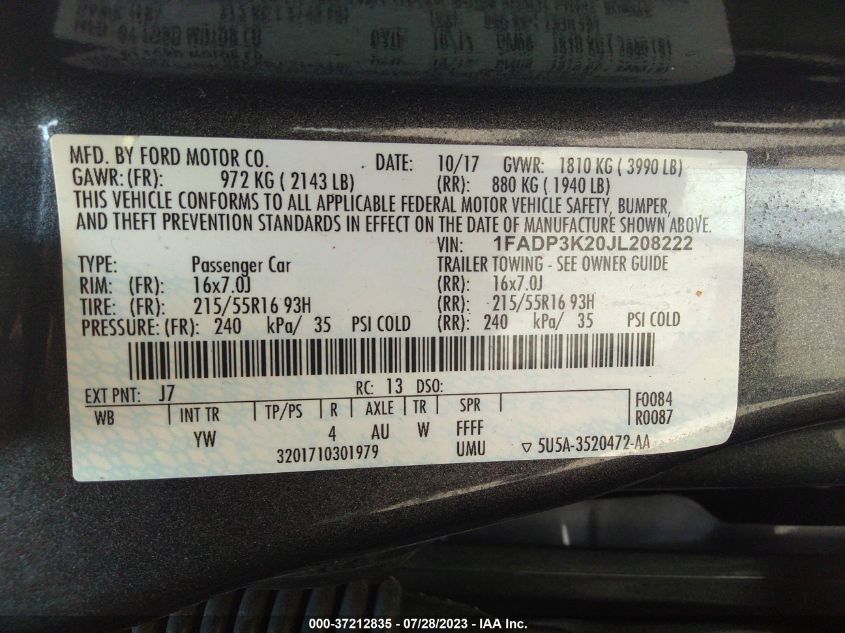 MFD. BY FORD MOTOR CO. DATE: 10/17 GVWR: 1810 KG ( 3990 LB)
GAWR: (FR): 972 KG ( 2143 LB) (RR): 880 KG ( 1940 LB)
THIS VEHICLE CONFORMS TO ALL APPLICABLE FEDERAL MOTOR VEHICLE SAFETY, BUMPER,
AND THEFT PREVENTION STANDARDS IN EFFECT ON THE DATE OF MANUFACTURE SHOWN ABOVE.
VIN: 1FADP3K20JL208222
TYPE: Passenger Car TRAILER TOWING - SEE OWNER GUIDE
RIM: (FR): 16x7.0J (RR): 16x7.0J
TIRE: (FR): 215/55R16 93H (RR): 215/55R16 93H
PRESSURE: (FR): 240 kPa/ 35 PSI COLD (RR): 240 kPa/ 35 PSI COLD
EXT PNT: J7 RC: 13 DSO: F0084
WB INT TR TP/PS R AXLE TR SPR R0087
YW 4 AU W FFFF
3201710301979 UMU ▽ 5U5A-3520472-AA
000-37212835 / 07/28/2023 - IAA Inc.